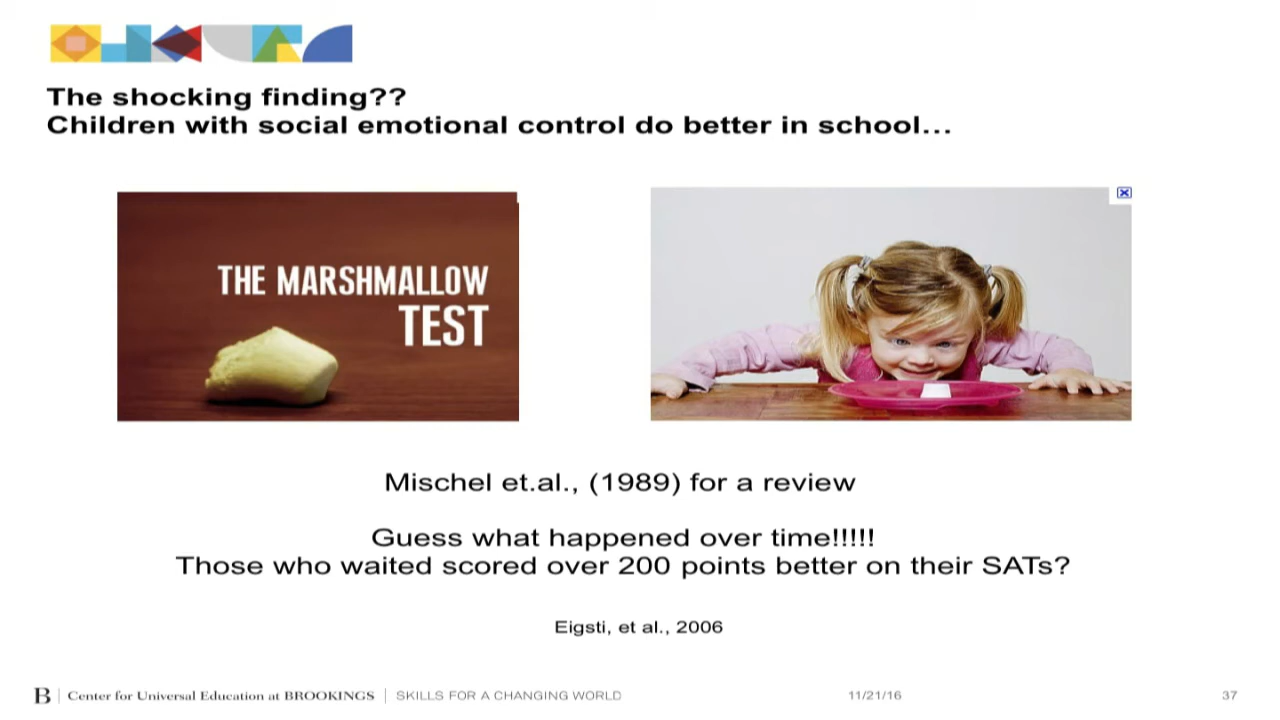 The shocking finding??
Children with social emotional control do better in school…
THE MARSHMALLOW
TEST
Mischel et.al., (1989) for a review
Guess what happened over time!!!!!
Those who waited scored over 200 points better on their SATs?
Eigsti, et al., 2006
B | Center for Universal Education at BROOKINGS | SKILLS FOR A CHANGING WORLD 11/21/16 37